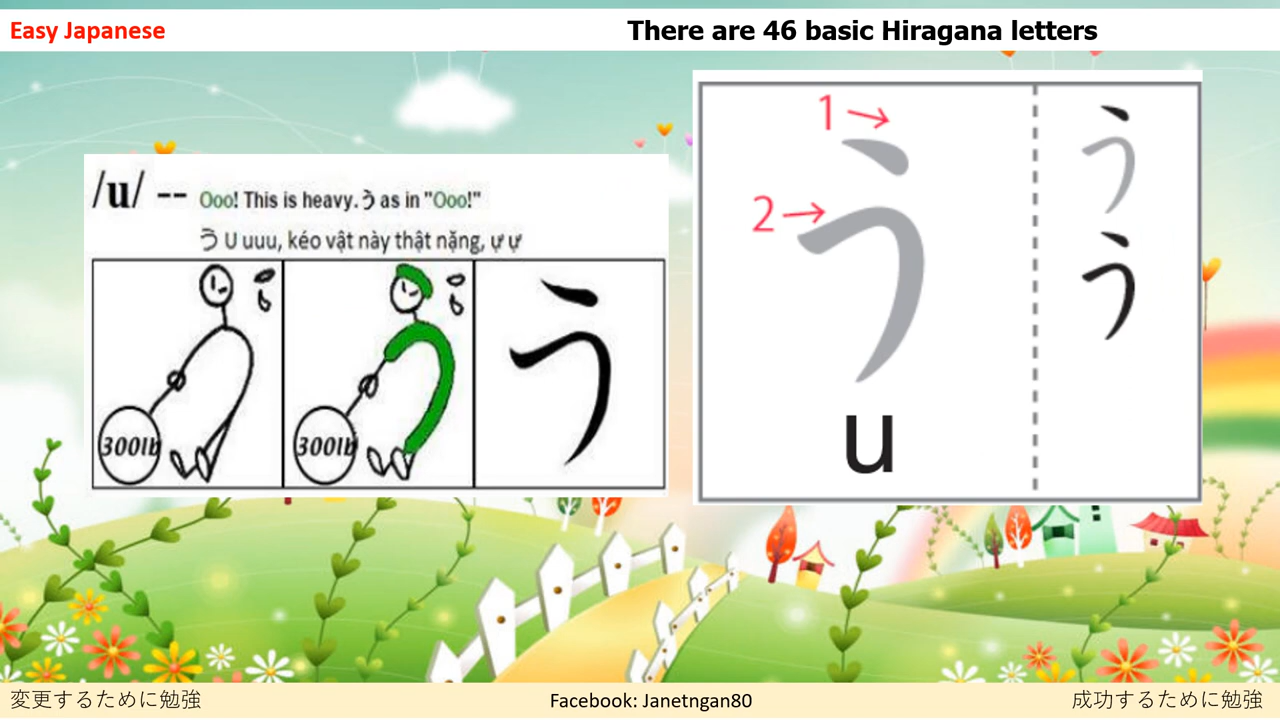 Easy Japanese
There are 46 basic Hiragana letters
/u/ -- Ooo! This is heavy. う as in "Ooo!"
う U uuu, kéo vật này thật nặng, ự ự
300lb
300lb
う
1→
2→
う
u
う
う
変更するために勉強
Facebook: Janetngan80
成功するために勉強